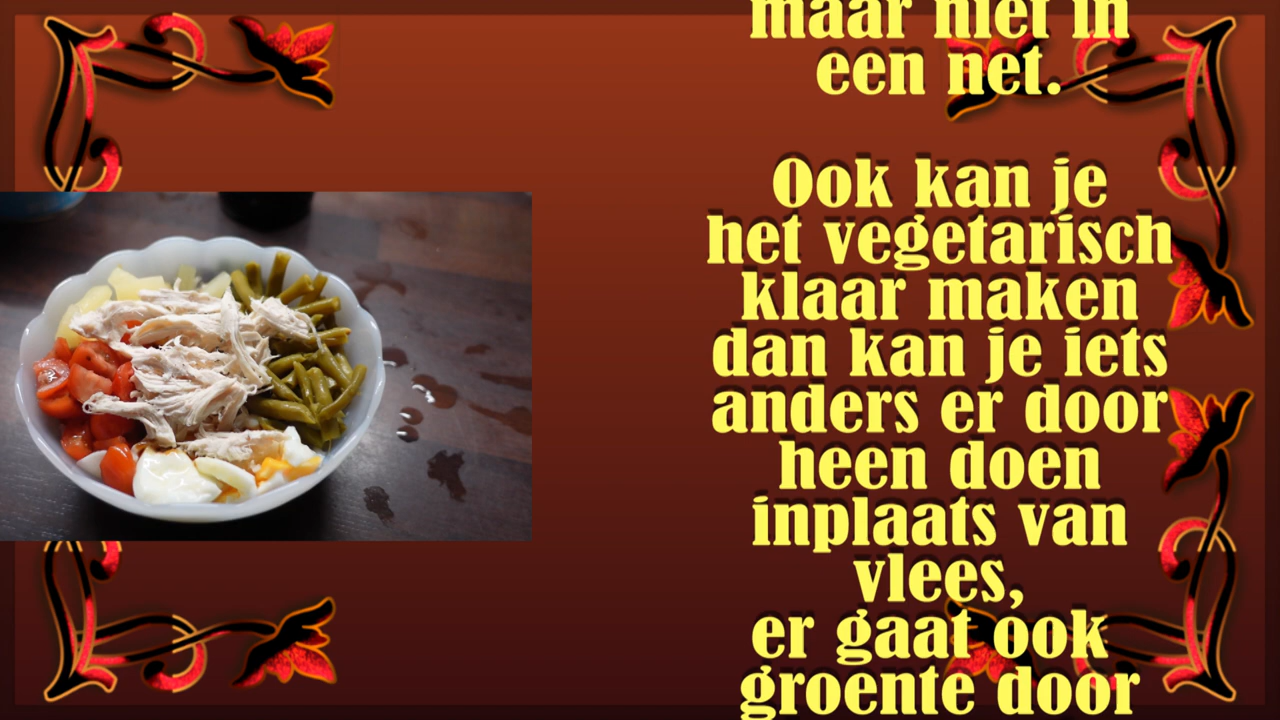 maar niet in
een net.
Ook kan je
het vegetarisch
klaar maken
dan kan je iets
anders er door
heen doen
inplaats van
vlees,
er gaat ook
groente door